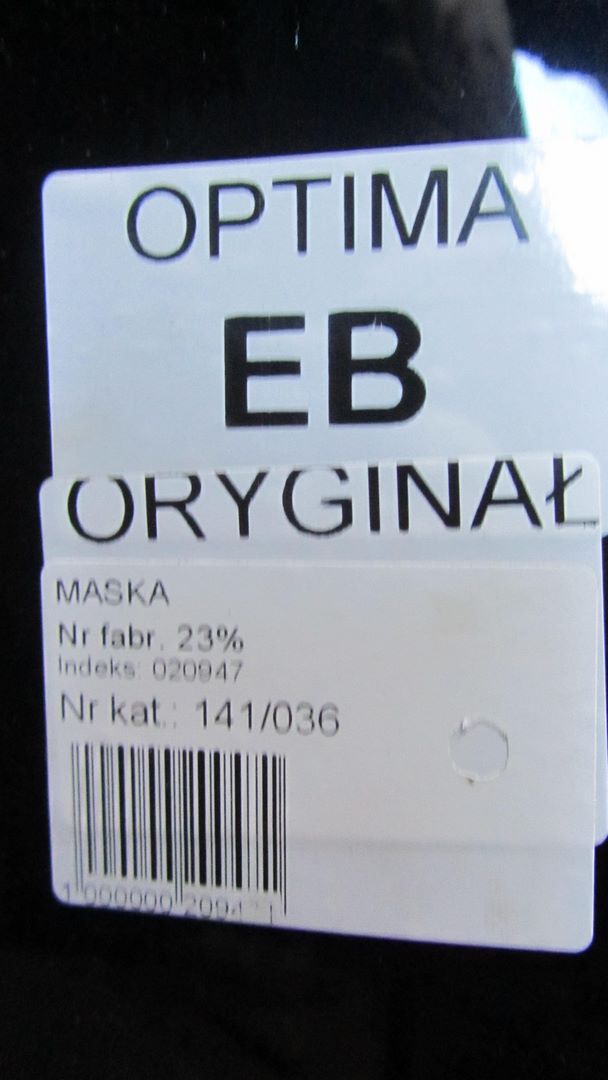 OPTIMA
EB
ORYGINAŁ
MASKA
Nr fabr. 23%
Indeks: 020947
Nr kat.: 141/036